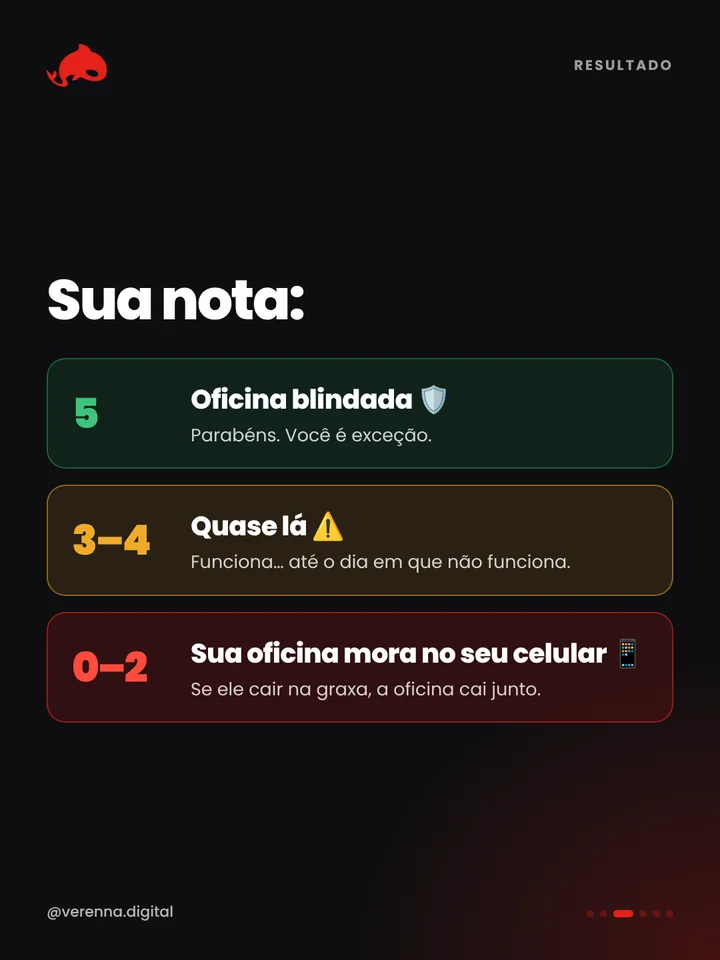 RESULTADO
Sua nota:
5
Oficina blindada 🛡️
Parabéns. Você é exceção.
3–4
Quase lá ⚠️
Funciona... até o dia em que não funciona.
0–2
Sua oficina mora no seu celular 📱
Se ele cair na graxa, a oficina cai junto.
@verenna.digital